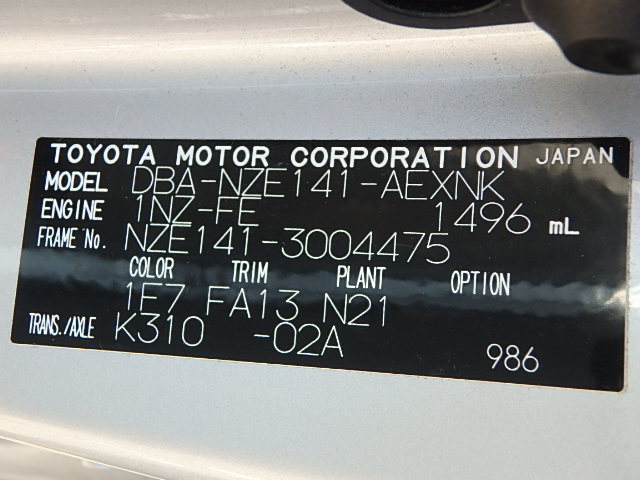 TOYOTA MOTOR CORPORATION JAPAN
MODEL DBA-NZE141-AEXNK
ENGINE 1NZ-FE 1496 mL
FRAME No. NZE141-3004475
COLOR TRIM PLANT OPTION
1E7 FA13 N21
TRANS./AXLE K310 -02A
986